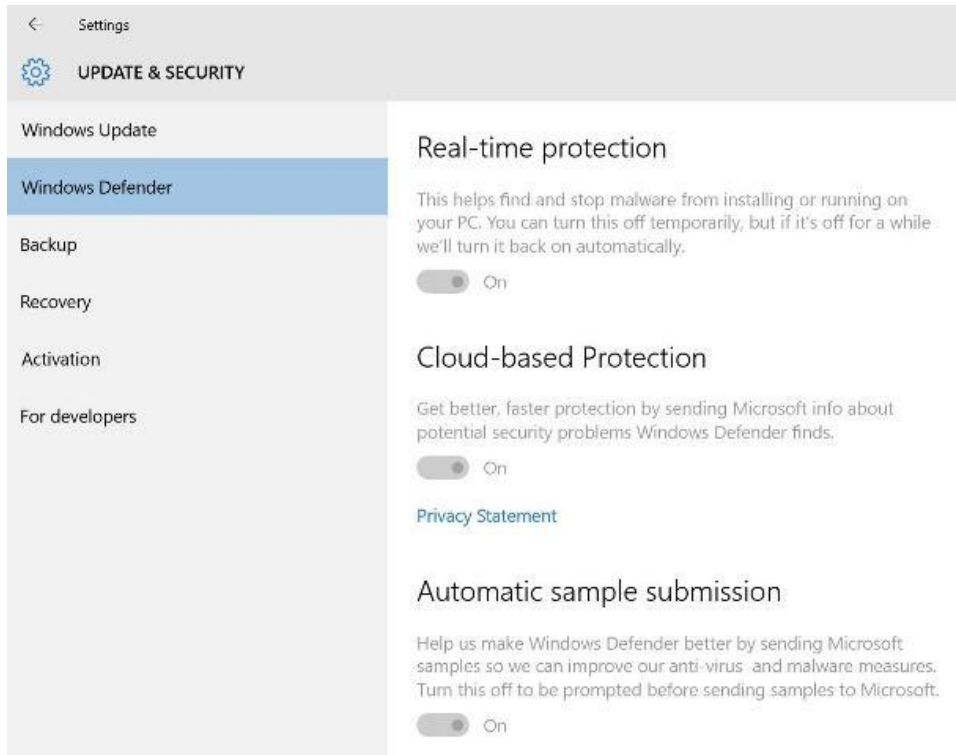 Settings
UPDATE & SECURITY
Windows Update
Windows Defender
Backup
Recovery
Activation
For developers
Real-time protection
This helps find and stop malware from installing or running on
your PC. You can turn this off temporarily, but if it's off for a while
we'll turn it back on automatically.
On
Cloud-based Protection
Get better, faster protection by sending Microsoft info about
potential security problems Windows Defender finds.
On
Privacy Statement
Automatic sample submission
Help us make Windows Defender better by sending Microsoft
samples so we can improve our anti-virus and malware measures.
Turn this off to be prompted before sending samples to Microsoft.
On